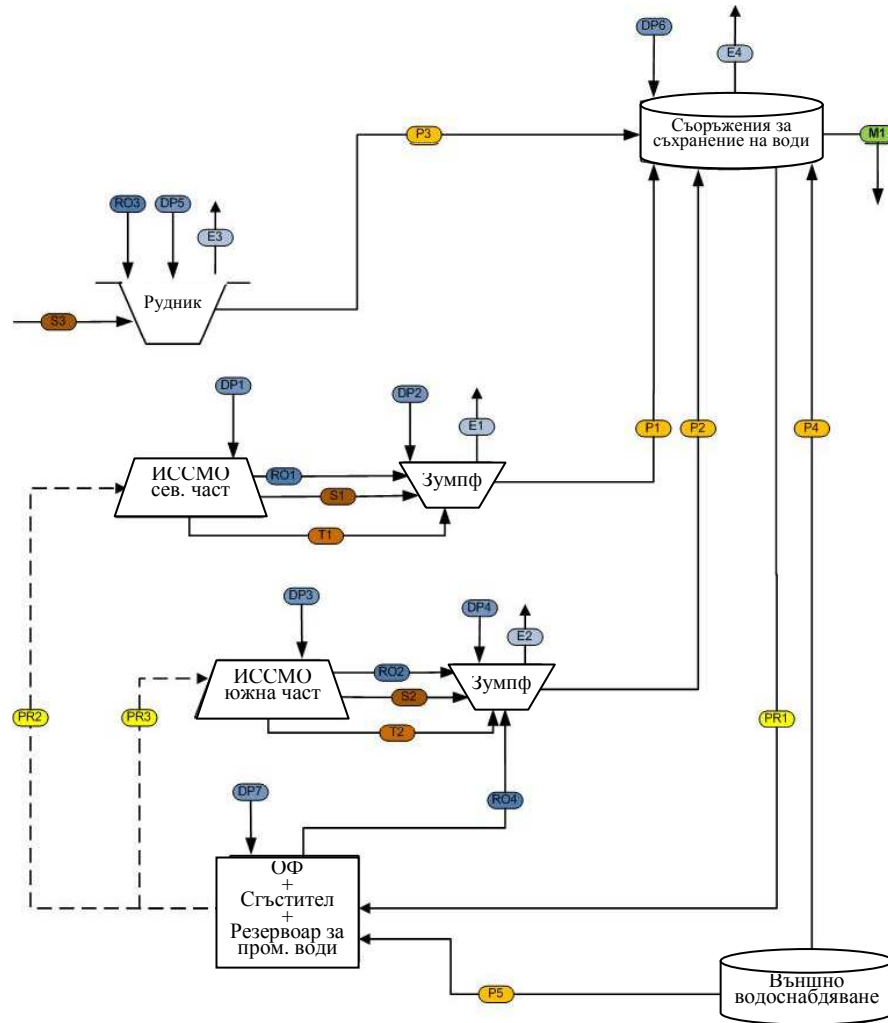 DP6
E4
Съоръжения за
съхранение на води
M1
P3
RO3
DP5
E3
Рудник
S3
DP1
DP2
E1
P1
P2
P4
ИССМО
сев. част
RO1
S1
Зумпф
T1
DP3
DP4
E2
ИССМО
южна част
RO2
S2
Зумпф
T2
PR2
PR3
PR1
DP7
RO4
ОФ
+
Сгъстител
+
Резервоар за
пром. води
P5
Външно
водоснабдяване